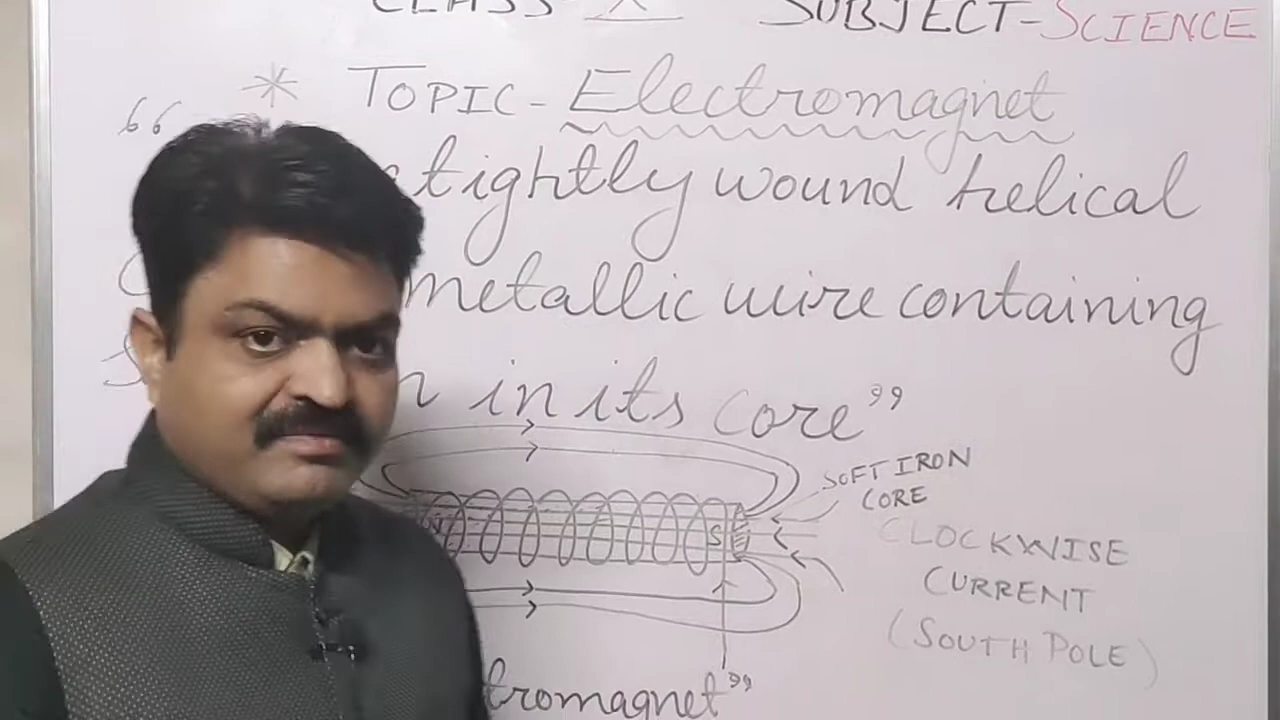 CLASS - X SUBJECT-SCIENCE
* TOPIC - Electromagnet
“ tightly wound helical
metallic wire containing
in its core”
SOFT IRON
CORE
S
CLOCKWISE
CURRENT
(SOUTH POLE)
tromagnet”